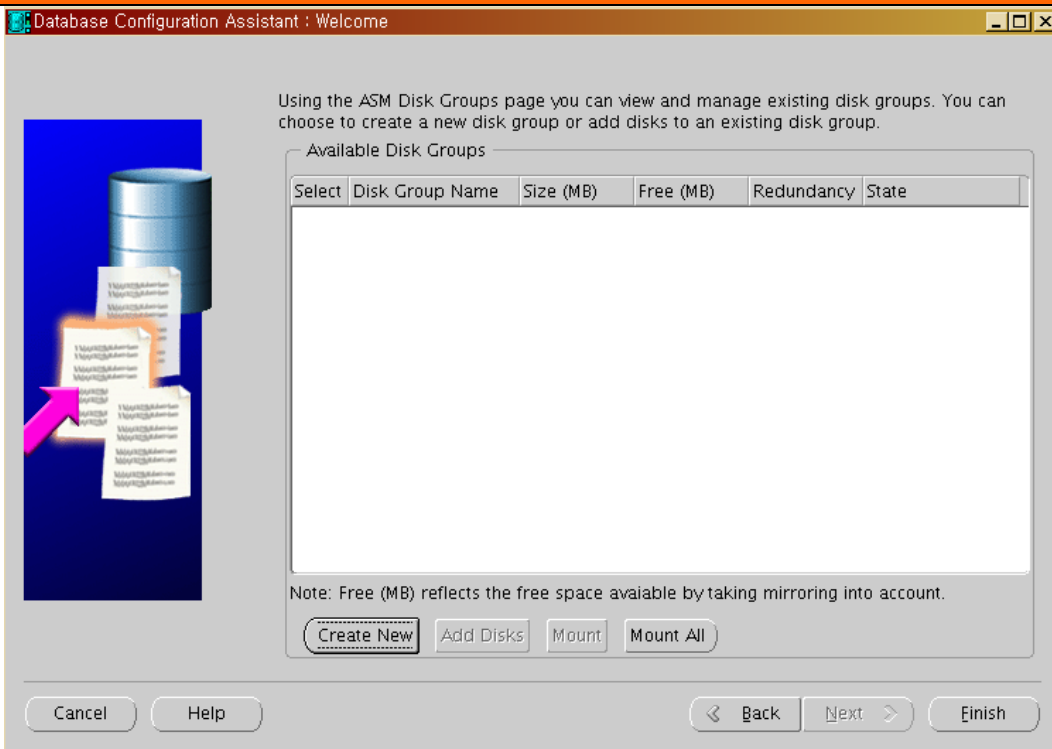 Database Configuration Assistant : Welcome
Using the ASM Disk Groups page you can view and manage existing disk groups. You can
choose to create a new disk group or add disks to an existing disk group.
Available Disk Groups
Select Disk Group Name Size (MB) Free (MB) Redundancy State
Note: Free (MB) reflects the free space avaiable by taking mirroring into account.
Create New Add Disks Mount Mount All
Cancel Help Back Next Finish